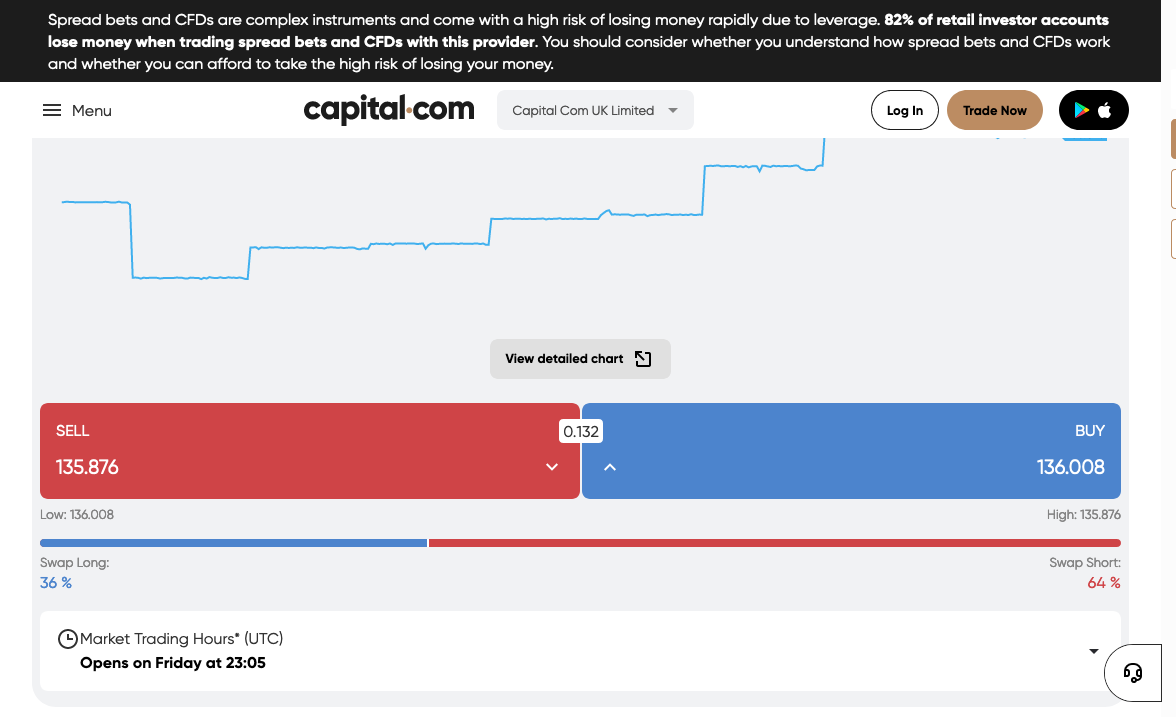 Spread bets and CFDs are complex instruments and come with a high risk of losing money rapidly due to leverage. 82% of retail investor accounts
lose money when trading spread bets and CFDs with this provider. You should consider whether you understand how spread bets and CFDs work
and whether you can afford to take the high risk of losing your money.
Menu
capital.com
Capital Com UK Limited
Log In
Trade Now
View detailed chart
SELL
0.132
BUY
135.876
136.008
Low: 136.008
High: 135.876
Swap Long:
Swap Short:
36 %
64 %
Market Trading Hours* (UTC)
Opens on Friday at 23:05